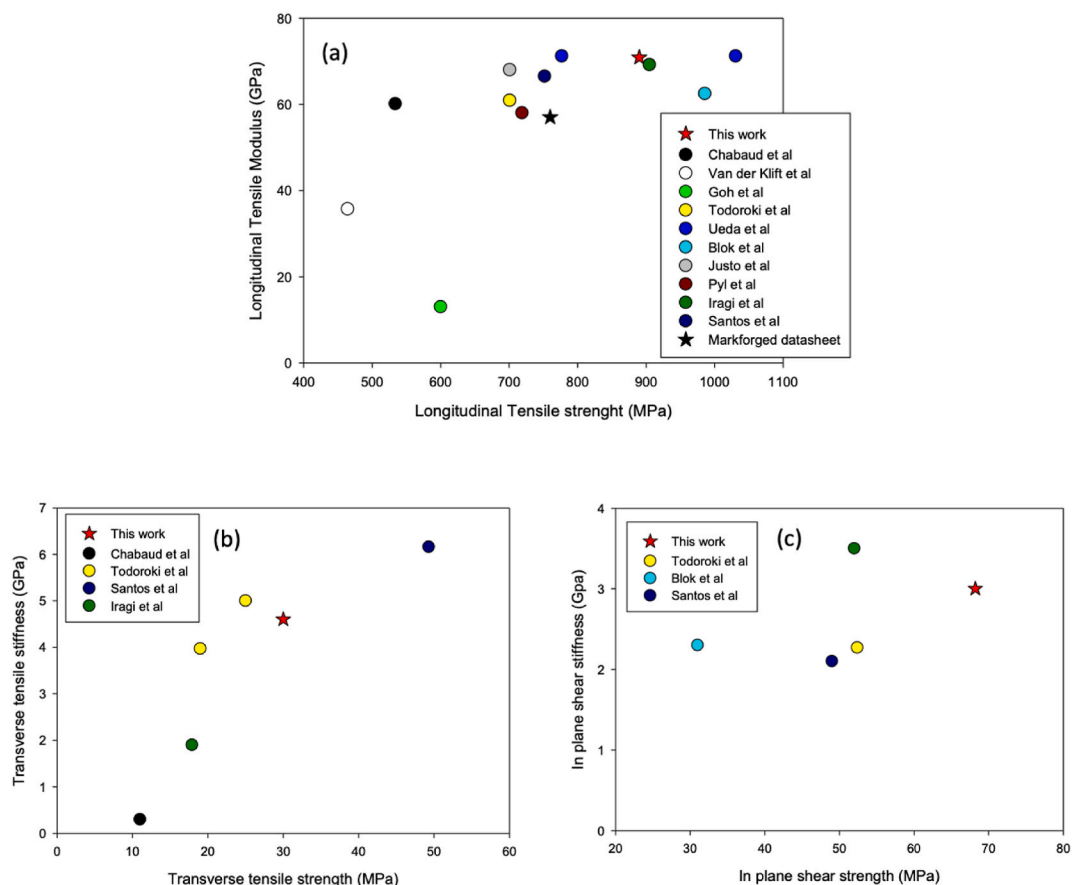 (a)
80
60
40
20
0
Longitudinal Tensile Modulus (GPa)
400 500 600 700 800 900 1000 1100
Longitudinal Tensile strenght (MPa)
This work
Chabaud et al
Van der Klift et al
Goh et al
Todoroki et al
Ueda et al
Blok et al
Justo et al
Pyl et al
Iragi et al
Santos et al
Markforged datasheet
(b)
7
6
5
4
3
2
1
0
Transverse tensile stiffness (GPa)
0 10 20 30 40 50 60
Transverse tensile strength (MPa)
This work
Chabaud et al
Todoroki et al
Santos et al
Iragi et al
(c)
4
3
2
1
0
In plane shear stiffness (Gpa)
20 30 40 50 60 70 80
In plane shear strength (MPa)
This work
Todoroki et al
Blok et al
Santos et al